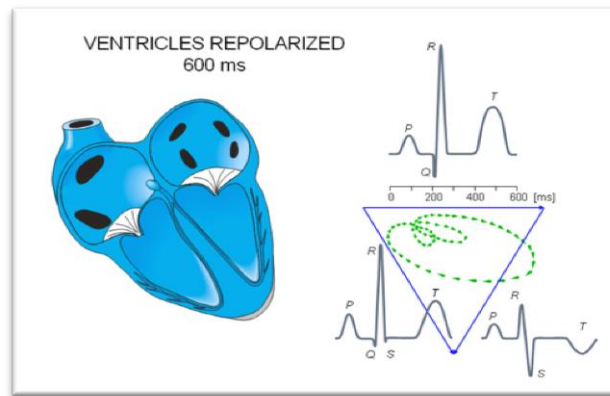 VENTRICLES REPOLARIZED
600 ms
R
P
T
Q
0 200 400 600 [ms]
R
P
T
Q S
R
P
T
S